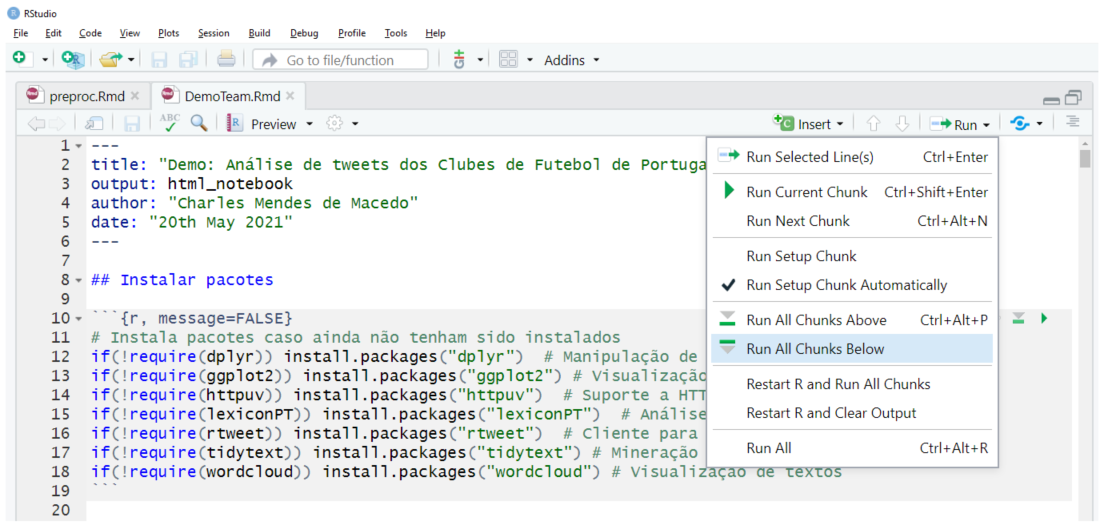 RStudio
File Edit Code View Plots Session Build Debug Profile Tools Help
Go to file/function Addins
preproc.Rmd DemoTeam.Rmd
ABC Preview Insert Run
1 ---
2 title: "Demo: Análise de tweets dos Clubes de Futebol de Portuga
3 output: html_notebook
4 author: "Charles Mendes de Macedo"
5 date: "20th May 2021"
6 ---
7
8 ## Instalar pacotes
9
10 ```{r, message=FALSE}
11 # Instala pacotes caso ainda não tenham sido instalados
12 if(!require(dplyr)) install.packages("dplyr") # Manipulação de
13 if(!require(ggplot2)) install.packages("ggplot2") # Visualização
14 if(!require(httpuv)) install.packages("httpuv") # Suporte a HTT
15 if(!require(lexiconPT)) install.packages("lexiconPT") # Análise
16 if(!require(rtweet)) install.packages("rtweet") # Cliente para
17 if(!require(tidytext)) install.packages("tidytext") # Mineração
18 if(!require(wordcloud)) install.packages("wordcloud") # Visualização de textos
19 ```
20
Run Selected Line(s) Ctrl+Enter
Run Current Chunk Ctrl+Shift+Enter
Run Next Chunk Ctrl+Alt+N
Run Setup Chunk
Run Setup Chunk Automatically
Run All Chunks Above Ctrl+Alt+P
Run All Chunks Below
Restart R and Run All Chunks
Restart R and Clear Output
Run All Ctrl+Alt+R